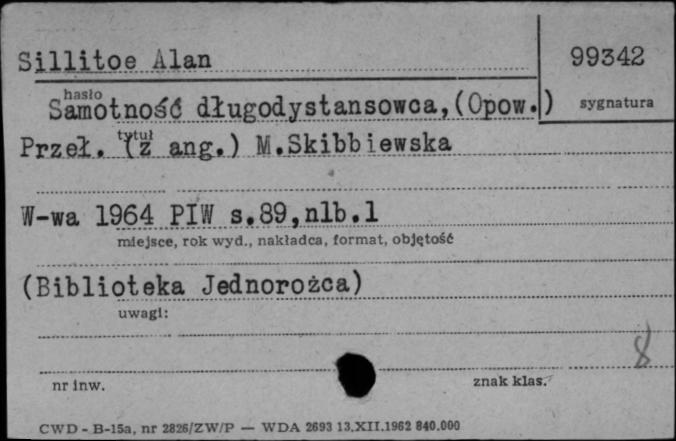 Sillitoe Alan 99342
hasło
Samotność długodystansowca,(Opow.) sygnatura
tytuł
Przeł. (z ang.) M.Skibbiewska
W-wa 1964 PIW s.89,nlb.1
miejsce, rok wyd., nakładca, format, objętość
(Biblioteka Jednorożca)
uwagi:
8
nr inw. znak klas.
CWD - B-15a, nr 2826/ZW/P — WDA 2693 13.XII.1962 840.000